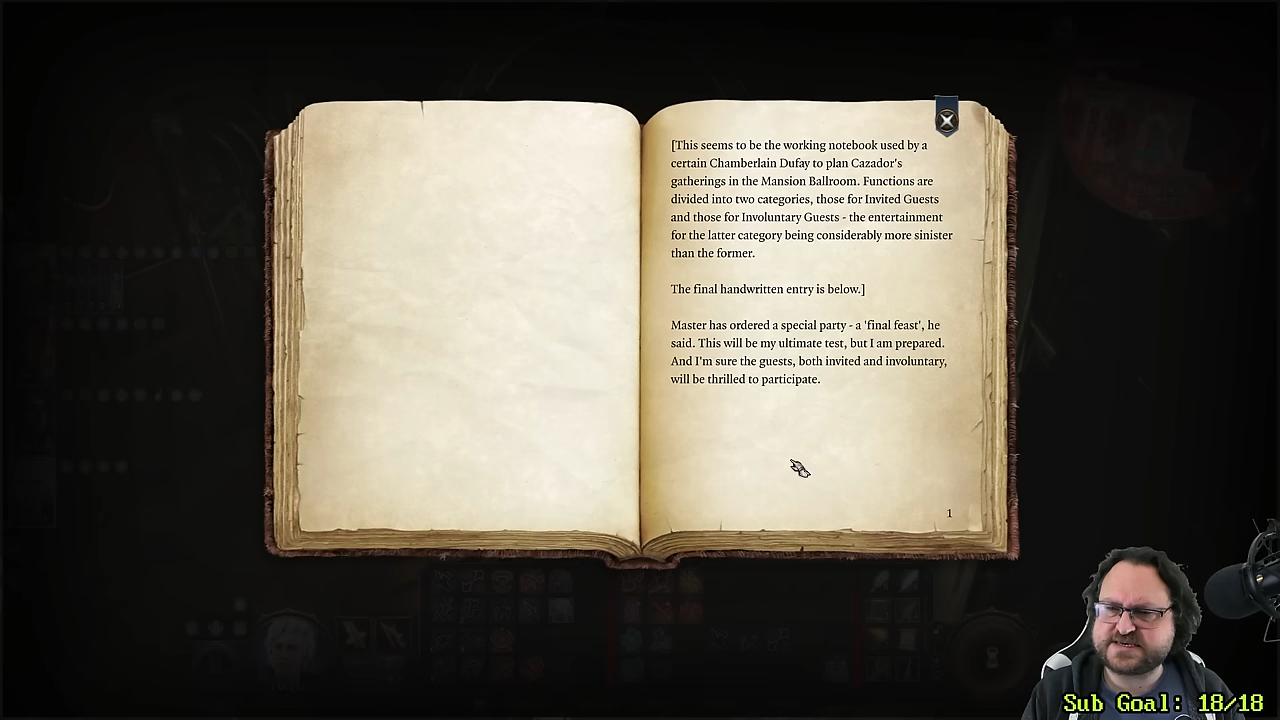 [This seems to be the working notebook used by a
certain Chamberlain Dufay to plan Cazador's
gatherings in the Mansion Ballroom. Functions are
divided into two categories, those for Invited Guests
and those for Involuntary Guests - the entertainment
for the latter category being considerably more sinister
than the former.
The final handwritten entry is below.]
Master has ordered a special party - a 'final feast', he
said. This will be my ultimate test, but I am prepared.
And I'm sure the guests, both invited and involuntary,
will be thrilled to participate.
1
Sub Goal: 18/18